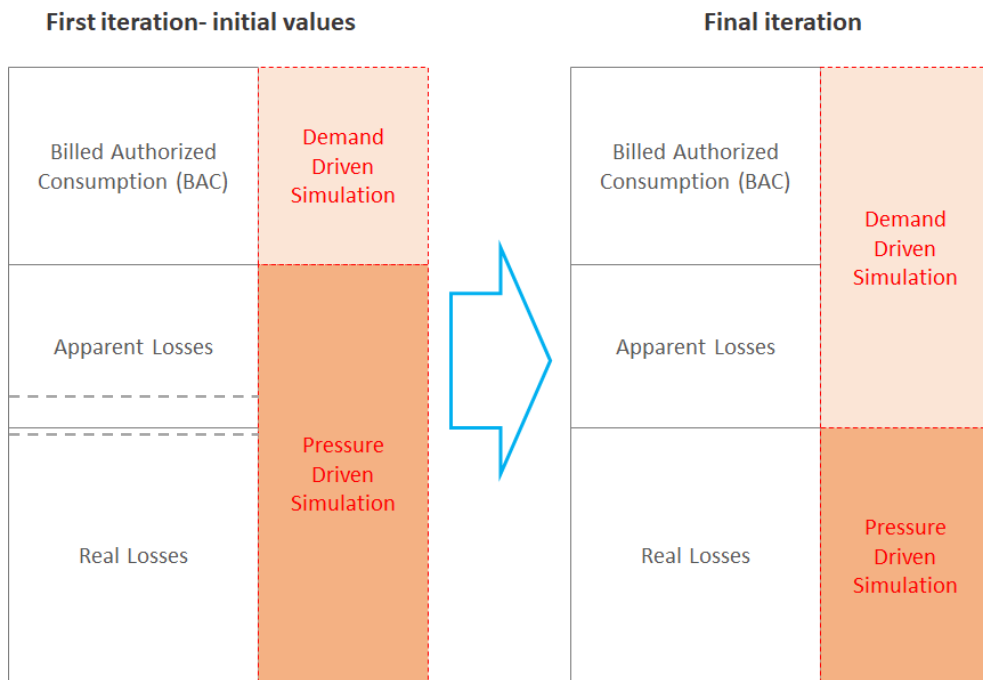 First iteration- initial values
Billed Authorized
Consumption (BAC)
Demand
Driven
Simulation
Apparent Losses
Pressure
Driven
Simulation
Real Losses
Final iteration
Billed Authorized
Consumption (BAC)
Demand
Driven
Simulation
Apparent Losses
Real Losses
Pressure
Driven
Simulation